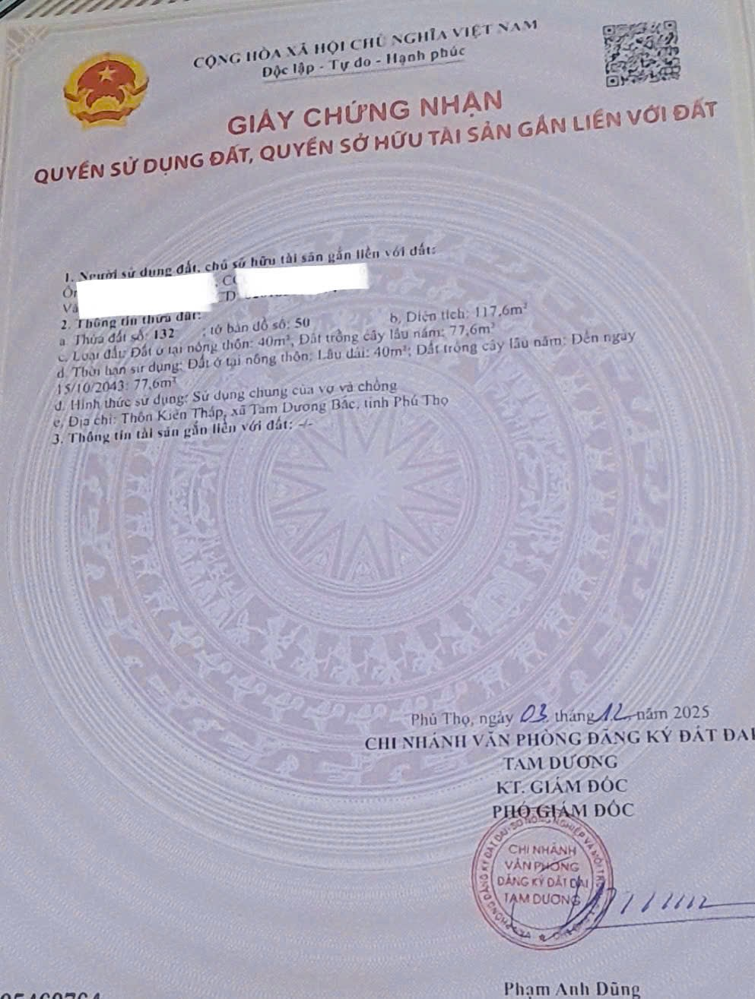 CỘNG HÒA XÃ HỘI CHỦ NGHĨA VIỆT NAM
Độc lập - Tự do - Hạnh phúc
GIẤY CHỨNG NHẬN
QUYỀN SỬ DỤNG ĐẤT, QUYỀN SỞ HỮU TÀI SẢN GẮN LIỀN VỚI ĐẤT
1. Người sử dụng đất, chủ sở hữu tài sản gắn liền với đất:
2. Thông tin thửa đất:
a. Thửa đất số: 132 ; tờ bản đồ số: 50 b, Diện tích: 117,6m²
c, Loại đất: Đất ở tại nông thôn: 40m², Đất trồng cây lâu năm: 77,6m²
d, Thời hạn sử dụng: Đất ở tại nông thôn: Lâu dài: 40m²; Đất trồng cây lâu năm: Đến ngày
15/10/2043: 77,6m²
đ, Hình thức sử dụng: Sử dụng chung của vợ và chồng
e, Địa chỉ: Thôn Kiên Tháp, xã Tam Dương Bắc, tỉnh Phú Thọ
3. Thông tin tài sản gắn liền với đất: -/-
Phú Thọ, ngày 03 tháng 12 năm 2025
CHI NHÁNH VĂN PHÒNG ĐĂNG KÝ ĐẤT ĐAI
TAM DƯƠNG
KT. GIÁM ĐỐC
PHÓ GIÁM ĐỐC
CHI NHÁNH
VĂN PHÒNG
ĐĂNG KÝ ĐẤT ĐAI
TAM DƯƠNG
Phạm Anh Dũng